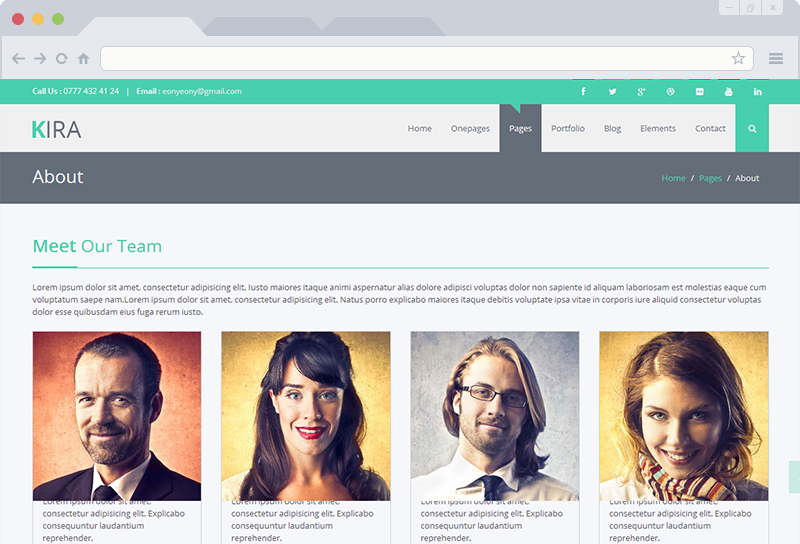 Call Us : 0777 432 41 24 | Email : eonyeony@gmail.com
KIRA
Home Onepages Pages Portfolio Blog Elements Contact
About
Home / Pages / About
Meet Our Team
Lorem ipsum dolor sit amet, consectetur adipisicing elit. Iusto maiores itaque animi aspernatur alias dolore adipisci voluptas dolor non sapiente id aliquam laboriosam est molestias eaque cum
voluptatum saepe nam.Lorem ipsum dolor sit amet, consectetur adipisicing elit. Natus porro explicabo maiores itaque debitis voluptate ipsa vitae in corporis iure aliquid consectetur voluptas
dolor esse quibusdam eius fuga rerum iusto.
Lorem ipsum dolor sit amet,
consectetur adipisicing elit. Explicabo
consequuntur laudantium
reprehender.
Lorem ipsum dolor sit amet,
consectetur adipisicing elit. Explicabo
consequuntur laudantium
reprehender.
Lorem ipsum dolor sit amet,
consectetur adipisicing elit. Explicabo
consequuntur laudantium
reprehender.
Lorem ipsum dolor sit amet,
consectetur adipisicing elit. Explicabo
consequuntur laudantium
reprehender.